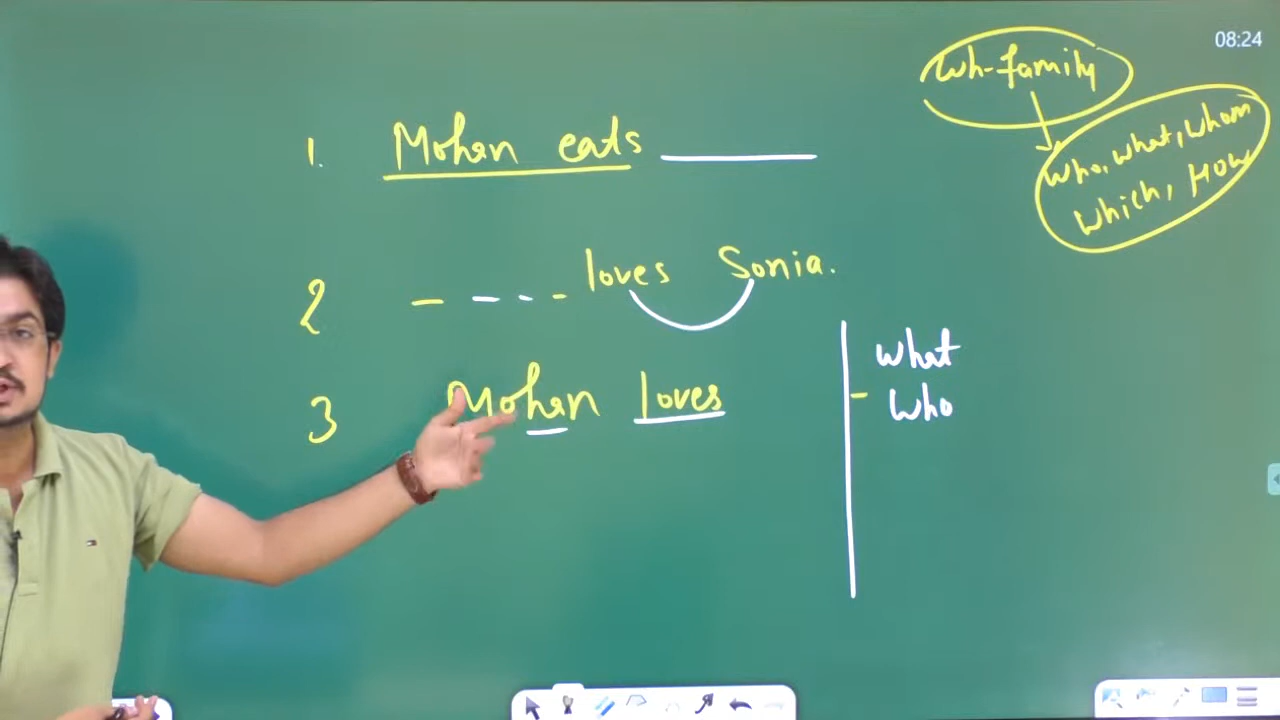 08:24
Wh-family
who, what, whom
which, How
1. Mohan eats
2 loves Sonia.
3 Mohan loves
what
who